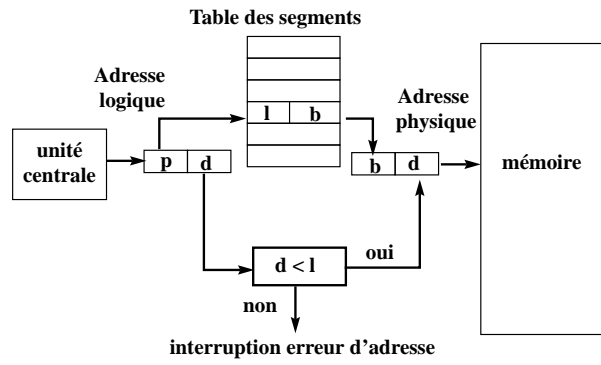 Table des segments
Adresse
logique
l b
Adresse
physique
unité
centrale
p d
b d
mémoire
d < l
oui
non
interruption erreur d'adresse